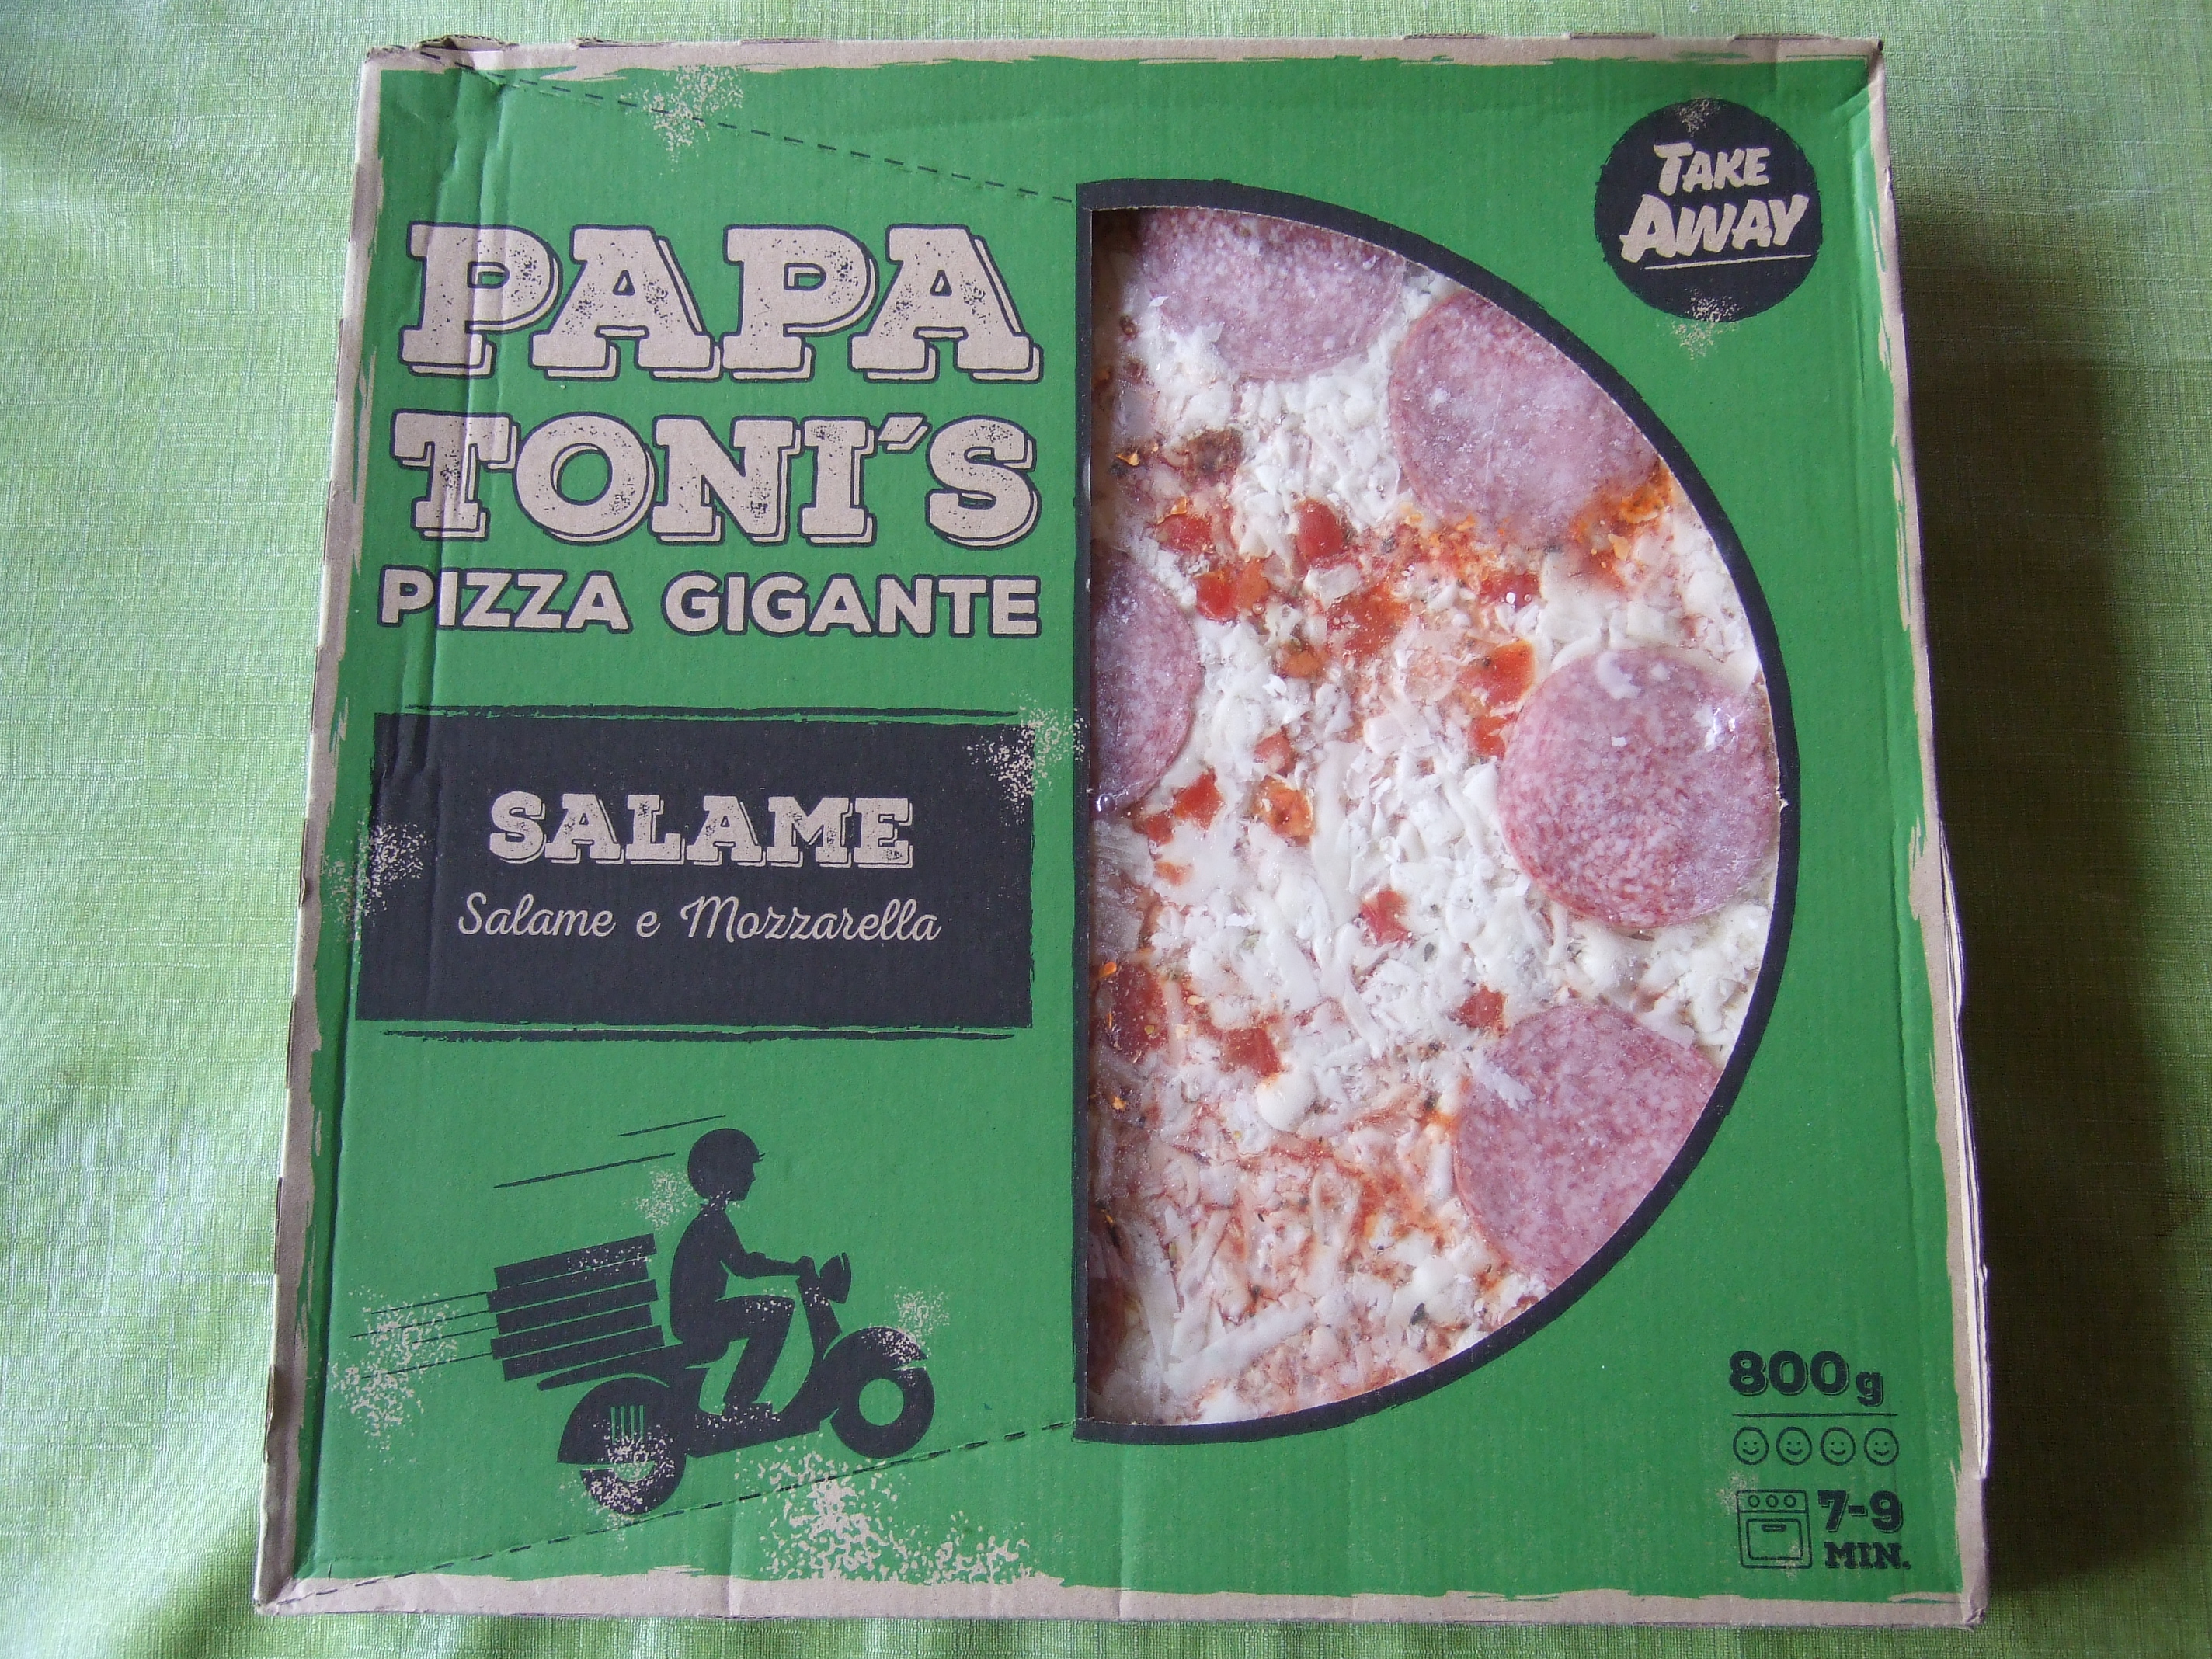 TAKE
AWAY
PAPA
TONI´S
PIZZA GIGANTE
SALAME
Salame e Mozzarella
800g
7-9
MIN.